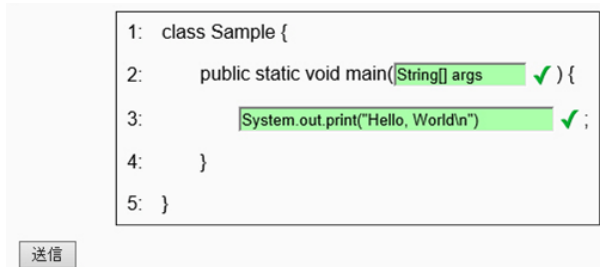 1: class Sample {
2: public static void main(String[] args ✓) {
3: System.out.print("Hello, World\n") ✓;
4: }
5: }
送信